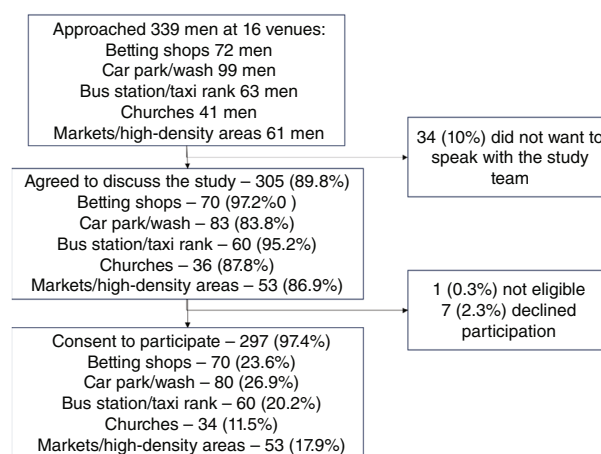 Approached 339 men at 16 venues:
Betting shops 72 men
Car park/wash 99 men
Bus station/taxi rank 63 men
Churches 41 men
Markets/high-density areas 61 men
34 (10%) did not want to
speak with the study
team
Agreed to discuss the study – 305 (89.8%)
Betting shops – 70 (97.2%0 )
Car park/wash – 83 (83.8%)
Bus station/taxi rank – 60 (95.2%)
Churches – 36 (87.8%)
Markets/high-density areas – 53 (86.9%)
1 (0.3%) not eligible
7 (2.3%) declined
participation
Consent to participate – 297 (97.4%)
Betting shops – 70 (23.6%)
Car park/wash – 80 (26.9%)
Bus station/taxi rank – 60 (20.2%)
Churches – 34 (11.5%)
Markets/high-density areas – 53 (17.9%)